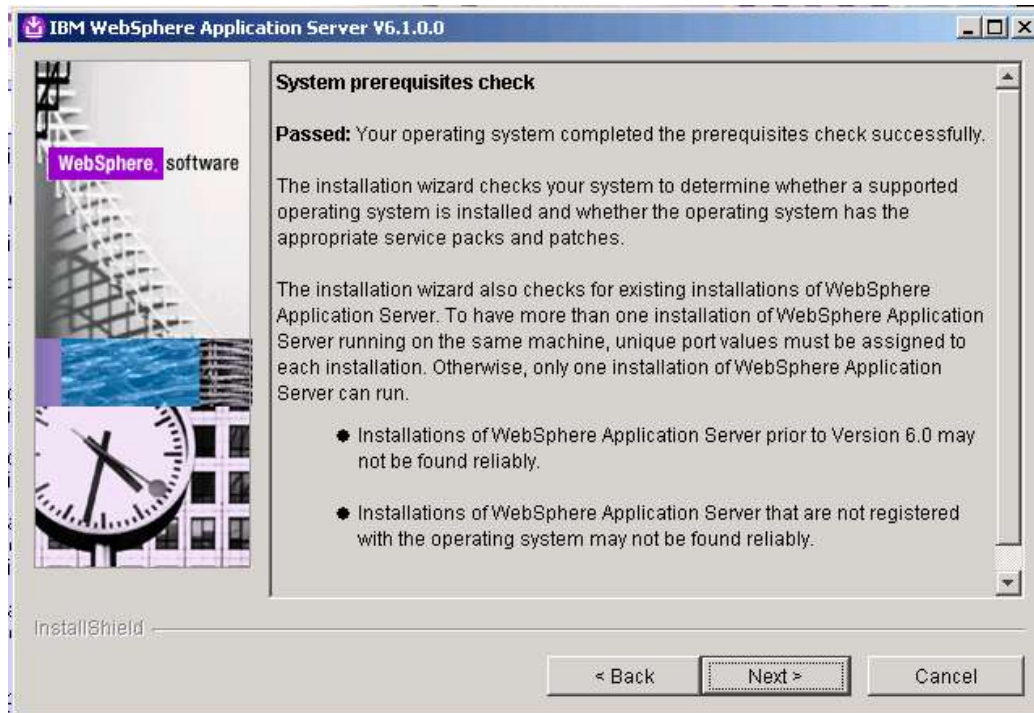 IBM WebSphere Application Server V6.1.0.0
WebSphere. software
System prerequisites check
Passed: Your operating system completed the prerequisites check successfully.
The installation wizard checks your system to determine whether a supported
operating system is installed and whether the operating system has the
appropriate service packs and patches.
The installation wizard also checks for existing installations of WebSphere
Application Server. To have more than one installation of WebSphere Application
Server running on the same machine, unique port values must be assigned to
each installation. Otherwise, only one installation of WebSphere Application
Server can run.
● Installations of WebSphere Application Server prior to Version 6.0 may
not be found reliably.
● Installations of WebSphere Application Server that are not registered
with the operating system may not be found reliably.
InstallShield
< Back
Next >
Cancel